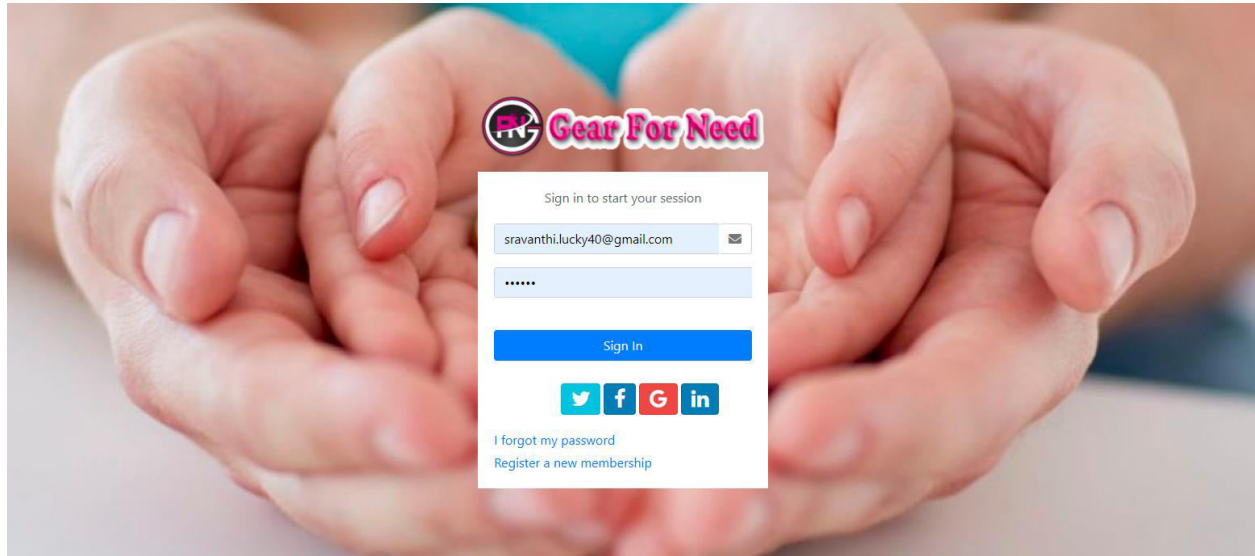 Gear For Need
Sign in to start your session
sravanthi.lucky40@gmail.com
••••••
Sign In
f G in
I forgot my password
Register a new membership